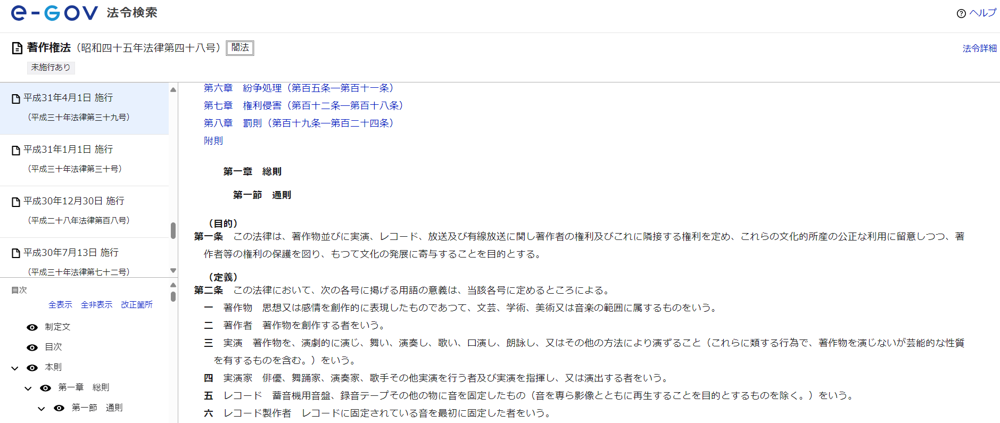 e-GOV 法令検索
ヘルプ
著作権法（昭和四十五年法律第四十八号） 閣法
法令詳細
未施行あり
平成31年4月1日 施行
（平成三十年法律第三十九号）
平成31年1月1日 施行
（平成三十年法律第三十号）
平成30年12月30日 施行
（平成二十八年法律第百八号）
平成30年7月13日 施行
（平成三十年法律第七十二号）
目次
全表示 全非表示 改正箇所
制定文
目次
本則
第一章　総則
第一節　通則
第六章　紛争処理（第百五条―第百十一条）
第七章　権利侵害（第百十二条―第百十八条）
第八章　罰則（第百十九条―第百二十四条）
附則
第一章　総則
第一節　通則
（目的）
第一条　この法律は、著作物並びに実演、レコード、放送及び有線放送に関し著作者の権利及びこれに隣接する権利を定め、これらの文化的所産の公正な利用に留意しつつ、著
作者等の権利の保護を図り、もつて文化の発展に寄与することを目的とする。
（定義）
第二条　この法律において、次の各号に掲げる用語の意義は、当該各号に定めるところによる。
一　著作物　思想又は感情を創作的に表現したものであつて、文芸、学術、美術又は音楽の範囲に属するものをいう。
二　著作者　著作物を創作する者をいう。
三　実演　著作物を、演劇的に演じ、舞い、演奏し、歌い、口演し、朗詠し、又はその他の方法により演ずること（これらに類する行為で、著作物を演じないが芸能的な性質
を有するものを含む。）をいう。
四　実演家　俳優、舞踊家、演奏家、歌手その他実演を行う者及び実演を指揮し、又は演出する者をいう。
五　レコード　蓄音機用音盤、録音テープその他の物に音を固定したもの（音を専ら影像とともに再生することを目的とするものを除く。）をいう。
六　レコード製作者　レコードに固定されている音を最初に固定した者をいう。